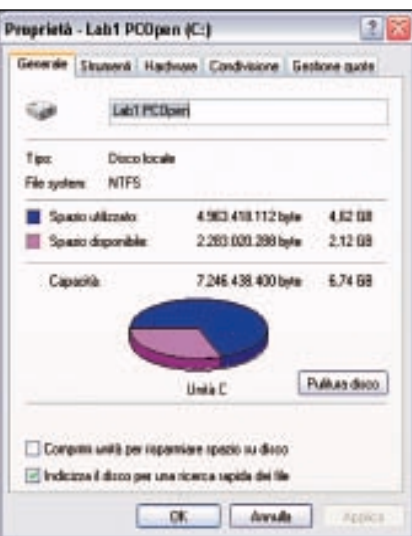 Proprietà - Lab1 PCOpen (C:)
Generale Strumenti Hardware Condivisione Gestione quote
Lab1 PCOpen
Tipo: Disco locale
File system: NTFS
Spazio utilizzato: 4.963.418.112 byte 4,62 GB
Spazio disponibile: 2.283.020.288 byte 2,12 GB
Capacità: 7.246.438.400 byte 6,74 GB
Unità C
Pulitura disco
Comprimi unità per risparmiare spazio su disco
Indicizza il disco per una ricerca rapida dei file
OK Annulla Applica